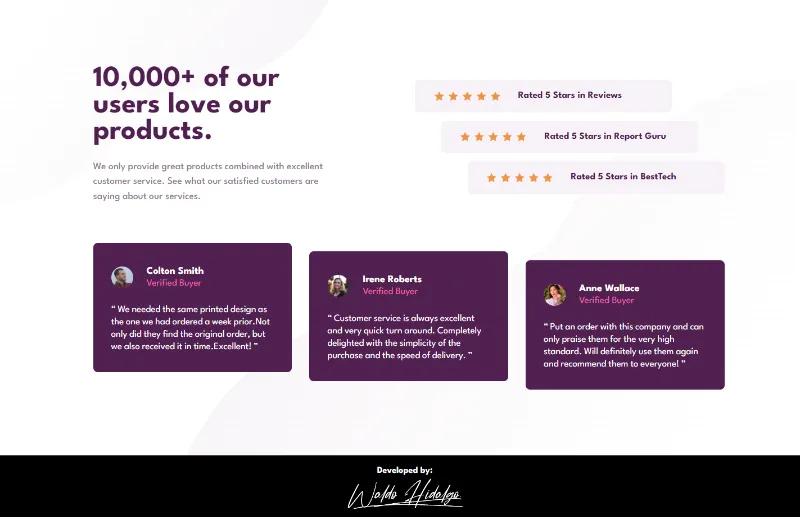 10,000+ of our
users love our
products.
We only provide great products combined with excellent
customer service. See what our satisfied customers are
saying about our services.
Rated 5 Stars in Reviews
Rated 5 Stars in Report Guru
Rated 5 Stars in BestTech
Colton Smith
Verified Buyer
“ We needed the same printed design as
the one we had ordered a week prior.Not
only did they find the original order, but
we also received it in time.Excellent! ”
Irene Roberts
Verified Buyer
“ Customer service is always excellent
and very quick turn around. Completely
delighted with the simplicity of the
purchase and the speed of delivery. ”
Anne Wallace
Verified Buyer
“ Put an order with this company and can
only praise them for the very high
standard. Will definitely use them again
and recommend them to everyone! ”
Developed by:
Waldo Hidalgo